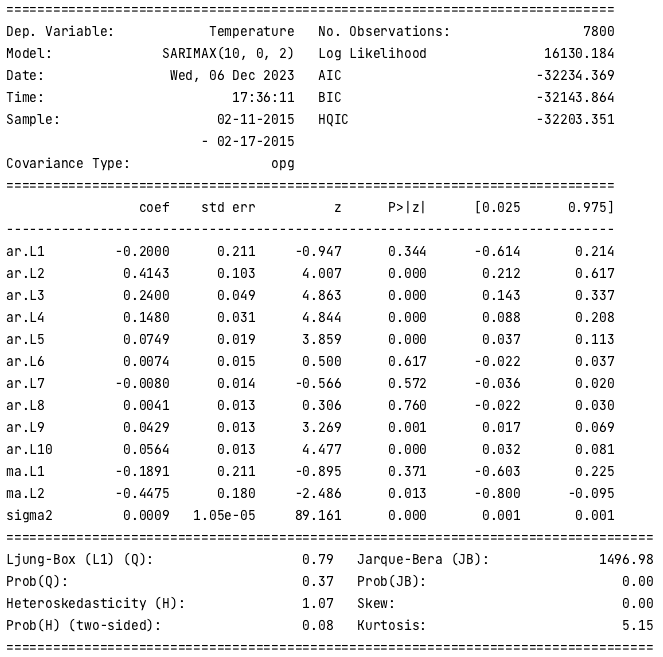 ==============================================================================
Dep. Variable:            Temperature   No. Observations:                 7800
Model:              SARIMAX(10, 0, 2)   Log Likelihood               16130.184
Date:                Wed, 06 Dec 2023   AIC                         -32234.369
Time:                        17:36:11   BIC                         -32143.864
Sample:                    02-11-2015   HQIC                        -32203.351
                         - 02-17-2015
Covariance Type:                  opg
==============================================================================
                 coef    std err          z      P>|z|      [0.025      0.975]
------------------------------------------------------------------------------
ar.L1         -0.2000      0.211     -0.947      0.344      -0.614       0.214
ar.L2          0.4143      0.103      4.007      0.000       0.212       0.617
ar.L3          0.2400      0.049      4.863      0.000       0.143       0.337
ar.L4          0.1480      0.031      4.844      0.000       0.088       0.208
ar.L5          0.0749      0.019      3.859      0.000       0.037       0.113
ar.L6          0.0074      0.015      0.500      0.617      -0.022       0.037
ar.L7         -0.0080      0.014     -0.566      0.572      -0.036       0.020
ar.L8          0.0041      0.013      0.306      0.760      -0.022       0.030
ar.L9          0.0429      0.013      3.269      0.001       0.017       0.069
ar.L10         0.0564      0.013      4.477      0.000       0.032       0.081
ma.L1         -0.1891      0.211     -0.895      0.371      -0.603       0.225
ma.L2         -0.4475      0.180     -2.486      0.013      -0.800      -0.095
sigma2         0.0009   1.05e-05     89.161      0.000       0.001       0.001
===================================================================================
Ljung-Box (L1) (Q):                   0.79   Jarque-Bera (JB):              1496.98
Prob(Q):                              0.37   Prob(JB):                         0.00
Heteroskedasticity (H):               1.07   Skew:                             0.00
Prob(H) (two-sided):                  0.08   Kurtosis:                         5.15
===================================================================================